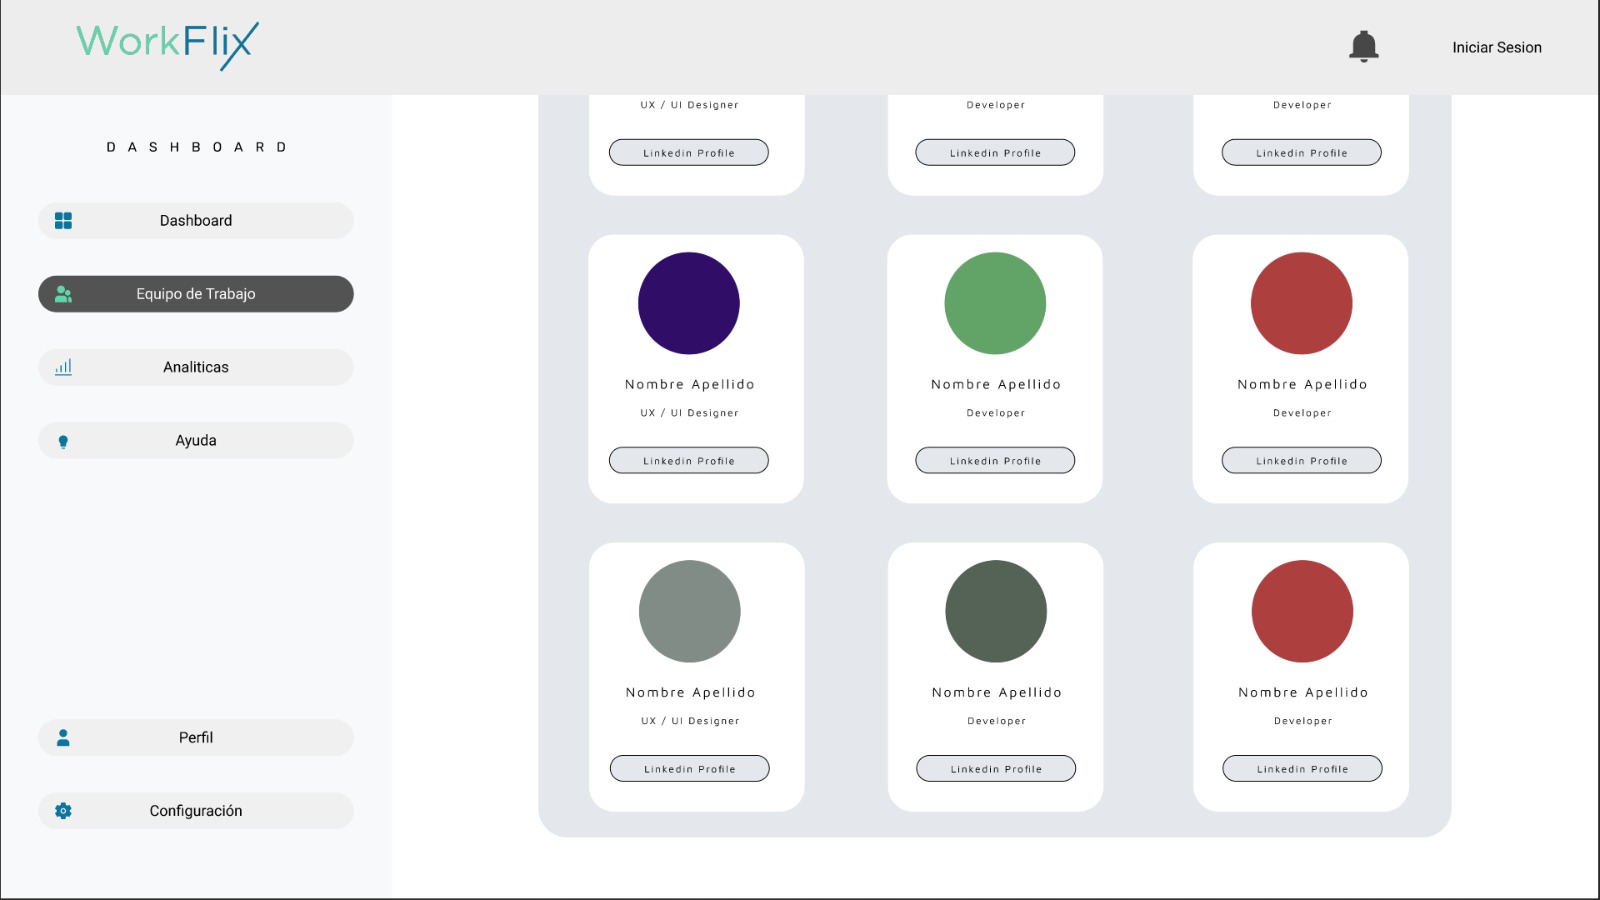 WorkFlix
Iniciar Sesion
DASHBOARD
Dashboard
Equipo de Trabajo
Analiticas
Ayuda
Perfil
Configuración
UX / UI Designer
Developer
Developer
Linkedin Profile
Linkedin Profile
Linkedin Profile
Nombre Apellido
Nombre Apellido
Nombre Apellido
UX / UI Designer
Developer
Developer
Linkedin Profile
Linkedin Profile
Linkedin Profile
Nombre Apellido
Nombre Apellido
Nombre Apellido
UX / UI Designer
Developer
Developer
Linkedin Profile
Linkedin Profile
Linkedin Profile